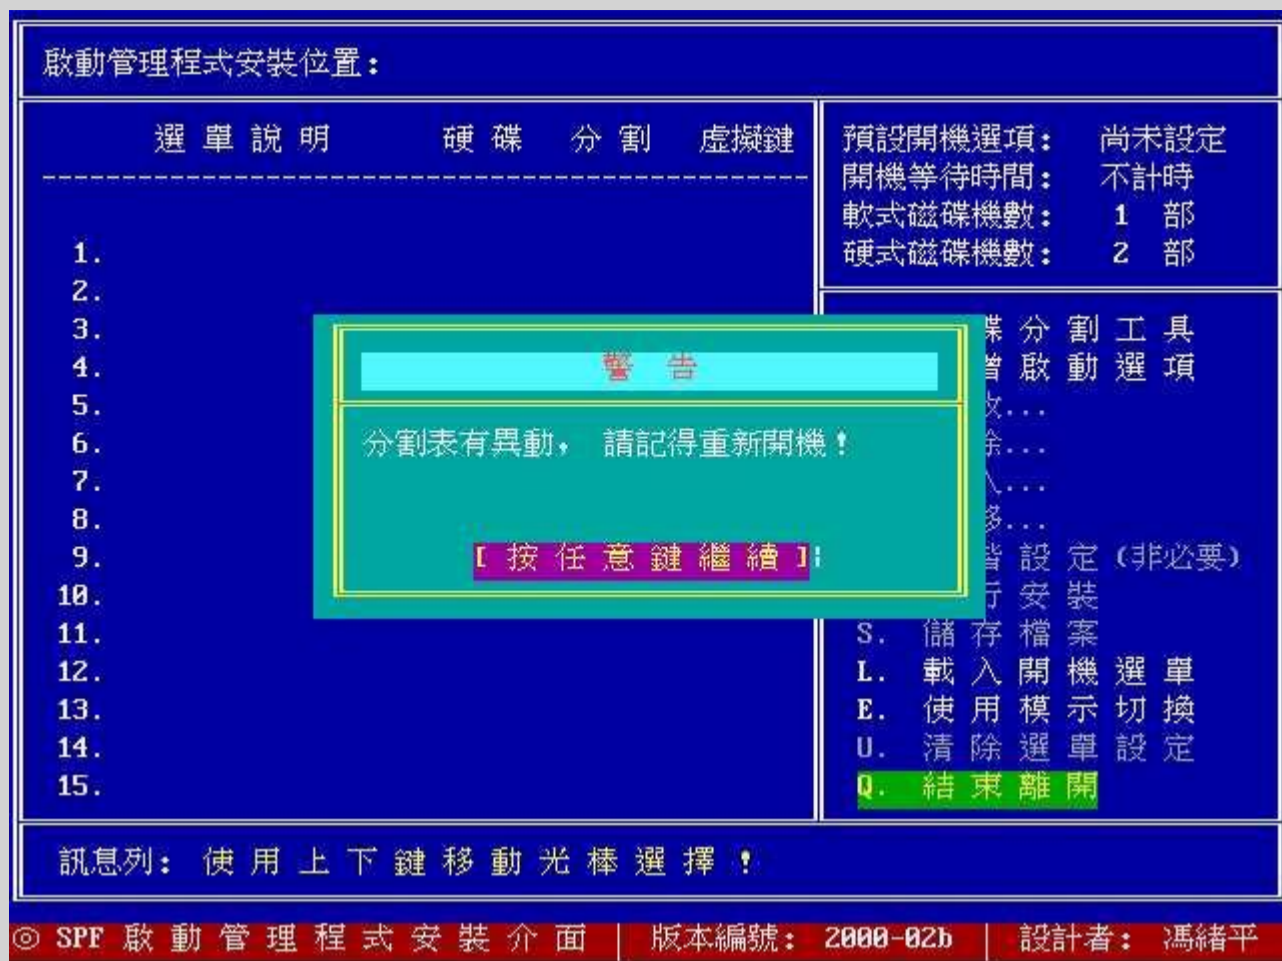 啟動管理程式安裝位置:
選單說明 硬碟 分割 虛擬鍵
預設開機選項: 尚未設定
開機等待時間: 不計時
軟式磁碟機數: 1 部
硬式磁碟機數: 2 部
1.
2.
3.
4.
5.
6.
7.
8.
9.
10.
11.
12.
13.
14.
15.
警告
分割表有異動, 請記得重新開機!
[按任意鍵繼續]
分割工具
啟動選項
...
...
...
...
設定(非必要)
安裝
S. 儲存檔案
L. 載入開機選單
E. 使用模示切換
U. 清除選單設定
Q. 結束離開
訊息列: 使用上下鍵移動光棒選擇!
◎ SPF 啟動管理程式安裝介面 版本編號: 2000-02b 設計者: 馮緒平